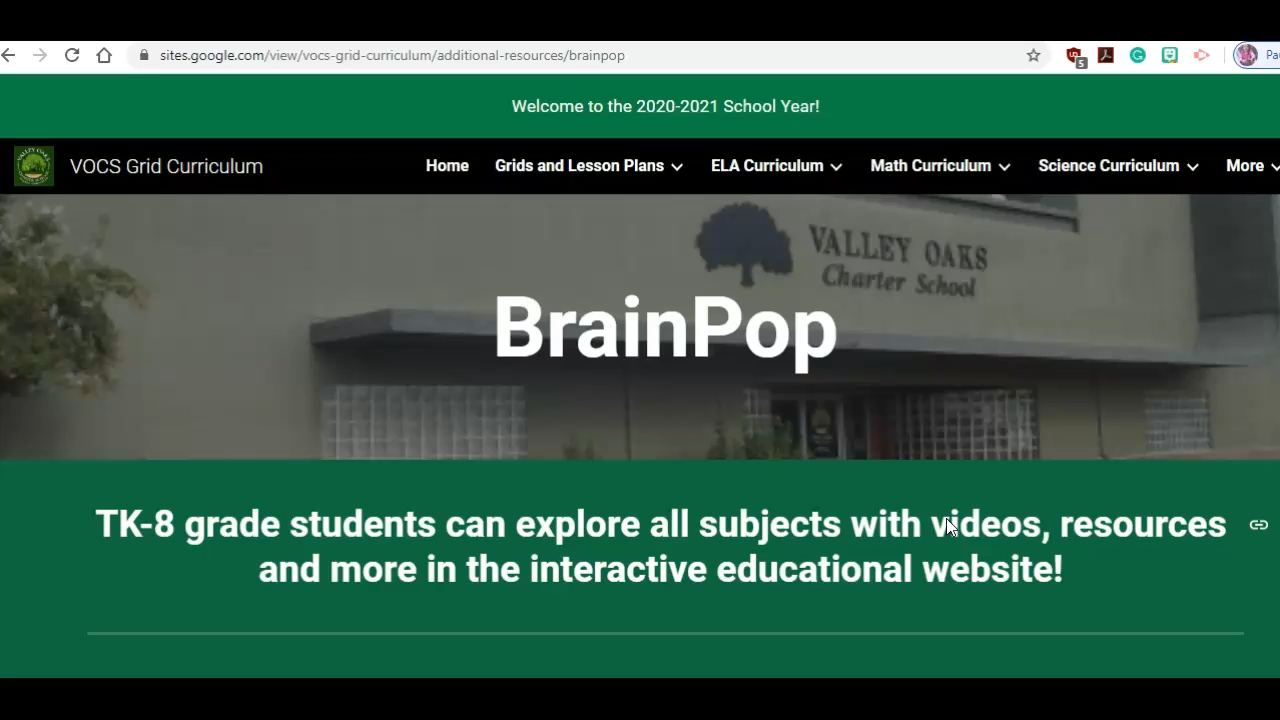 sites.google.com/view/vocs-grid-curriculum/additional-resources/brainpop
5
Welcome to the 2020-2021 School Year!
VOCS Grid Curriculum
Home
Grids and Lesson Plans
ELA Curriculum
Math Curriculum
Science Curriculum
More
VALLEY OAKS
Charter School
BrainPop
TK-8 grade students can explore all subjects with videos, resources
and more in the interactive educational website!